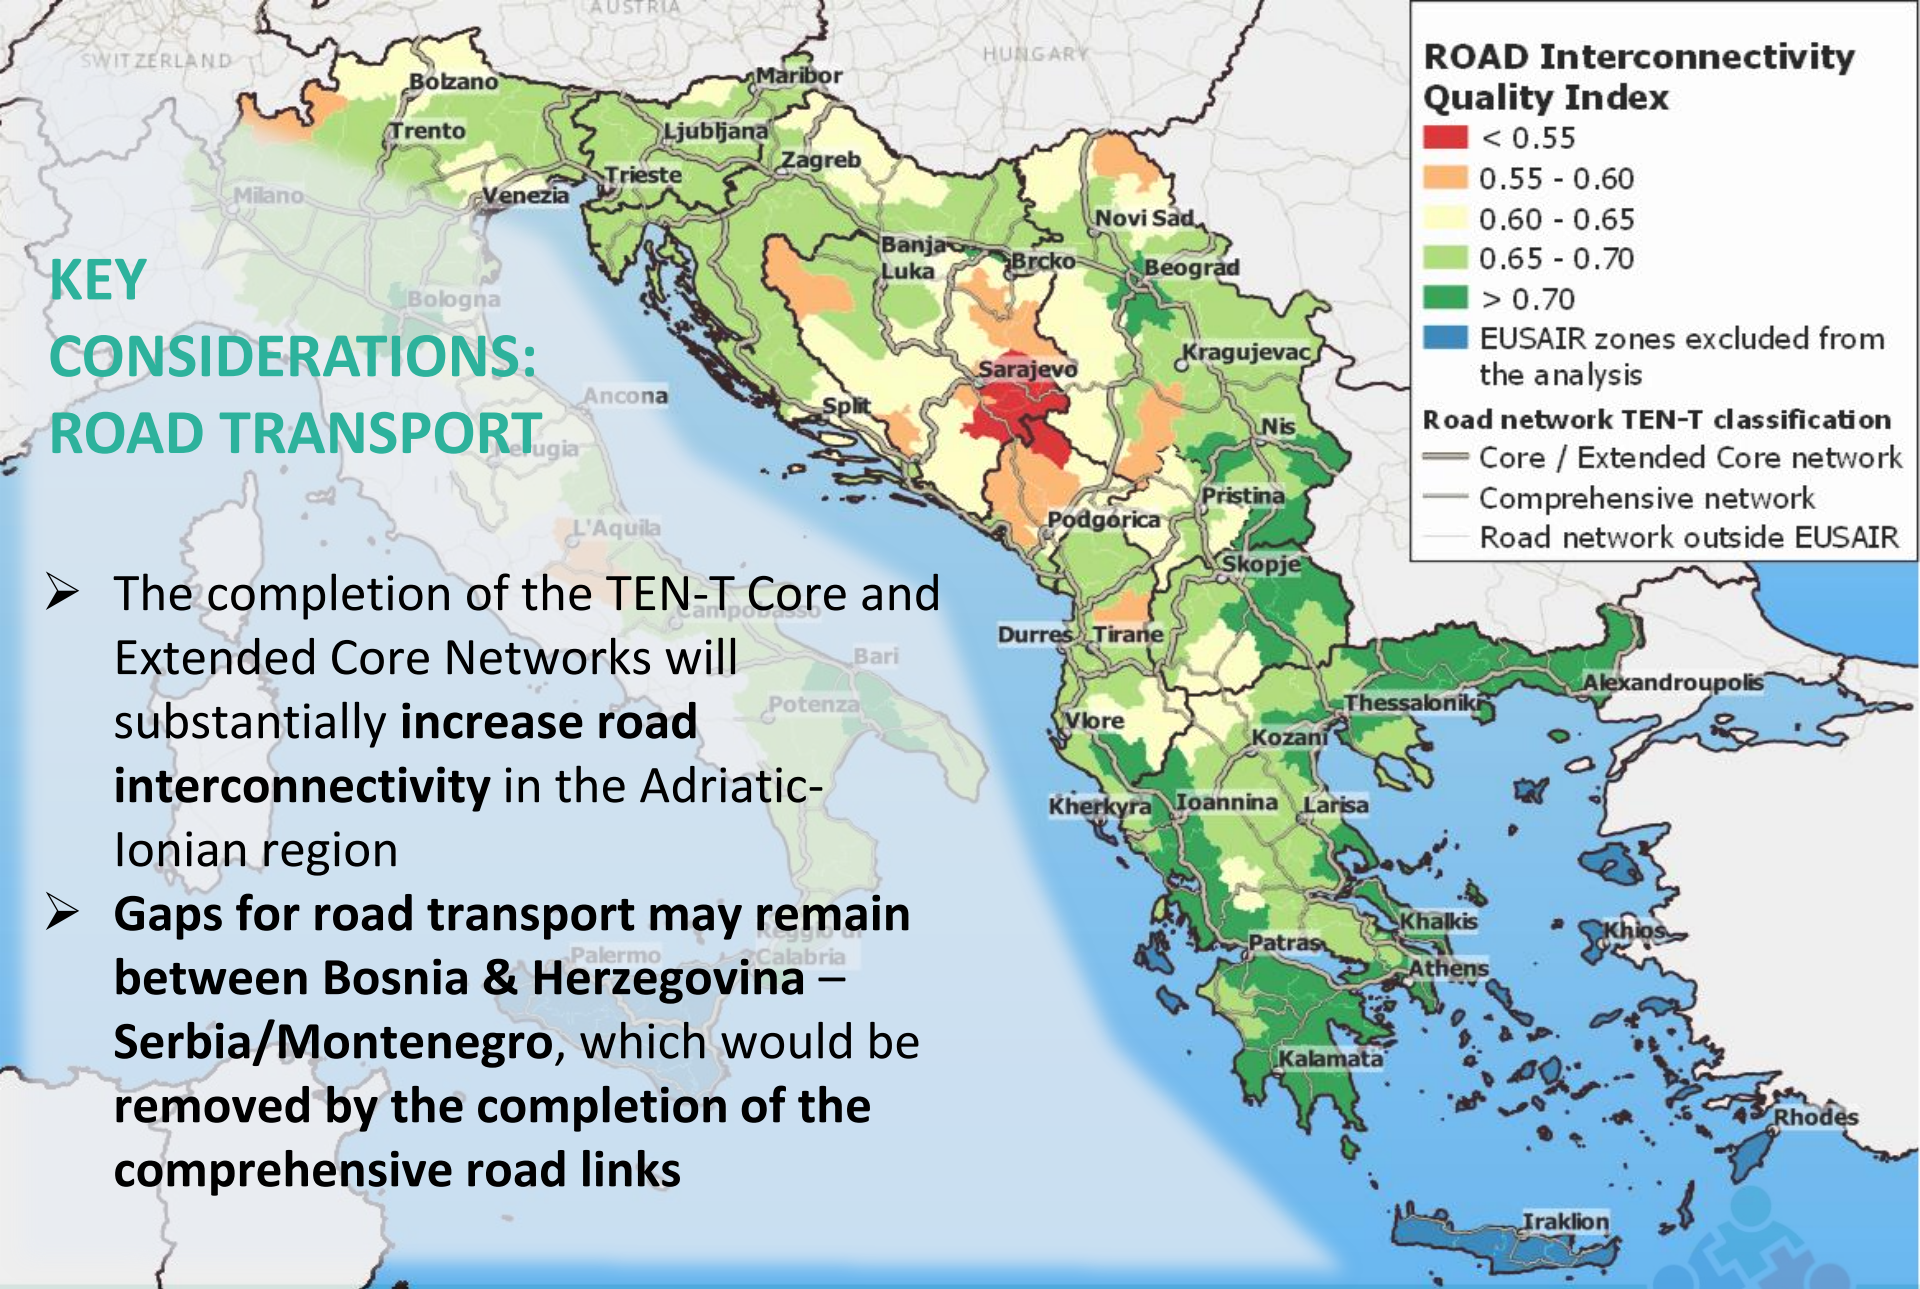 AUSTRIA
SWITZERLAND
HUNGARY
Bolzano
Maribor
Trento
Ljubljana
Zagreb
Trieste
Milano
Venezia
Novi Sad
Banja
Luka
Brcko
Beograd
Bologna
Kragujevac
Sarajevo
Ancona
Split
Nis
Perugia
Pristina
L'Aquila
Podgorica
Skopje
Campobasso
Durres
Tirane
Bari
Potenza
Alexandroupolis
Thessaloniki
Vlore
Kozani
Kherkyra
Ioannina
Larisa
Khalkis
Khios
Reggio di
Calabria
Palermo
Patras
Athens
Kalamata
Rhodes
Iraklion
ROAD Interconnectivity
Quality Index
< 0.55
0.55 - 0.60
0.60 - 0.65
0.65 - 0.70
> 0.70
EUSAIR zones excluded from
the analysis
Road network TEN-T classification
Core / Extended Core network
Comprehensive network
Road network outside EUSAIR
KEY
CONSIDERATIONS:
ROAD TRANSPORT
➢ The completion of the TEN-T Core and
Extended Core Networks will
substantially increase road
interconnectivity in the Adriatic-
Ionian region
➢ Gaps for road transport may remain
between Bosnia & Herzegovina –
Serbia/Montenegro, which would be
removed by the completion of the
comprehensive road links